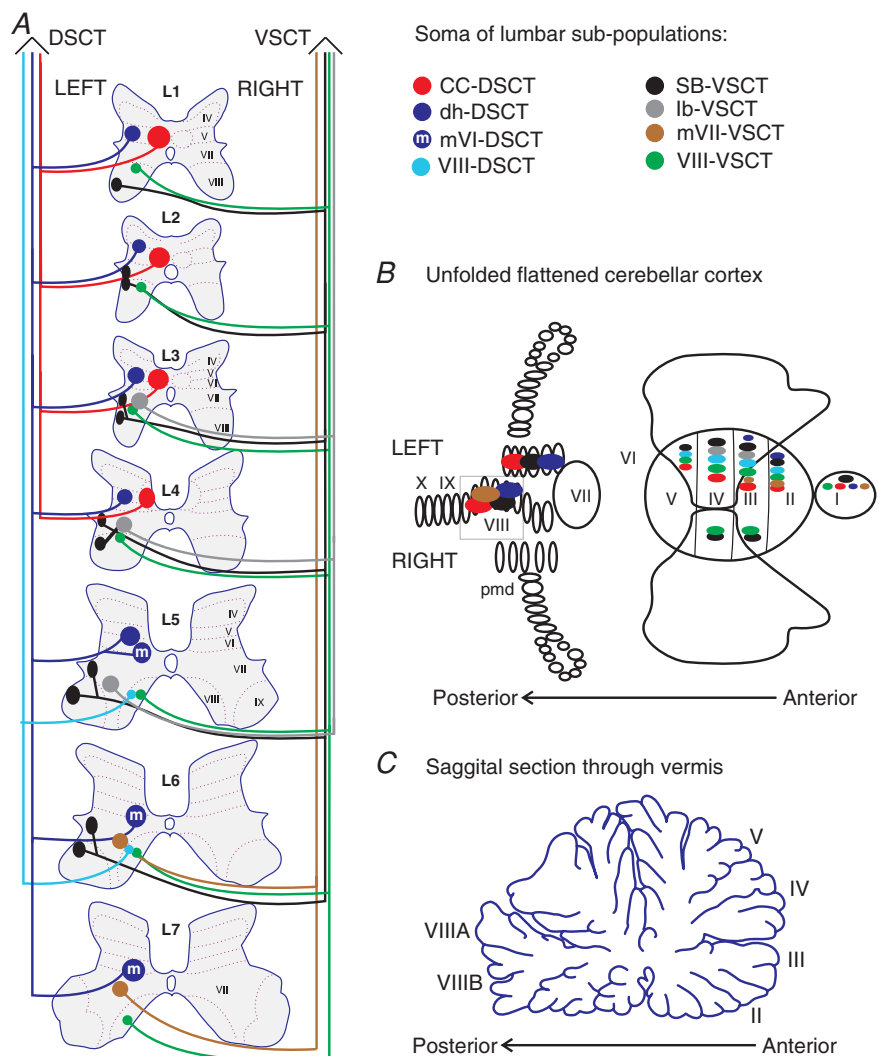 A
DSCT
VSCT
LEFT
RIGHT
L1
IV
V
VII
VIII
L2
L3
IV
V
VI
VII
VIII
L4
L5
IV
V
VI
m
VII
VIII
IX
L6
m
L7
m
VII
Soma of lumbar sub-populations:
CC-DSCT
dh-DSCT
m mVI-DSCT
VIII-DSCT
SB-VSCT
Ib-VSCT
mVII-VSCT
VIII-VSCT
B Unfolded flattened cerebellar cortex
LEFT
X IX
VIII
VII
RIGHT
pmd
VI
V
IV
III
II
I
Posterior
Anterior
C Saggital section through vermis
V
IV
VIIIA
III
VIIIB
II
Posterior
Anterior